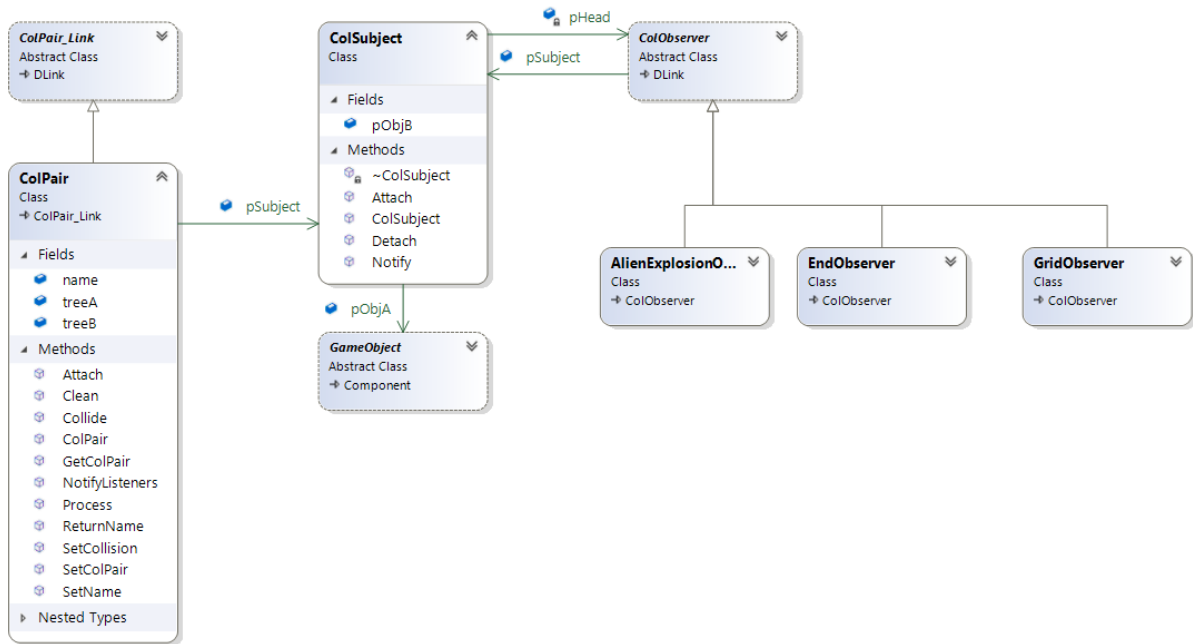 ColPair_Link
Abstract Class
DLink
ColPair
Class
ColPair_Link
Fields
name
treeA
treeB
Methods
Attach
Clean
Collide
ColPair
GetColPair
NotifyListeners
Process
ReturnName
SetCollision
SetColPair
SetName
Nested Types
pSubject
ColSubject
Class
Fields
pObjB
Methods
~ColSubject
Attach
ColSubject
Detach
Notify
pObjA
GameObject
Abstract Class
Component
pHead
pSubject
ColObserver
Abstract Class
DLink
AlienExplosionO...
Class
ColObserver
EndObserver
Class
ColObserver
GridObserver
Class
ColObserver